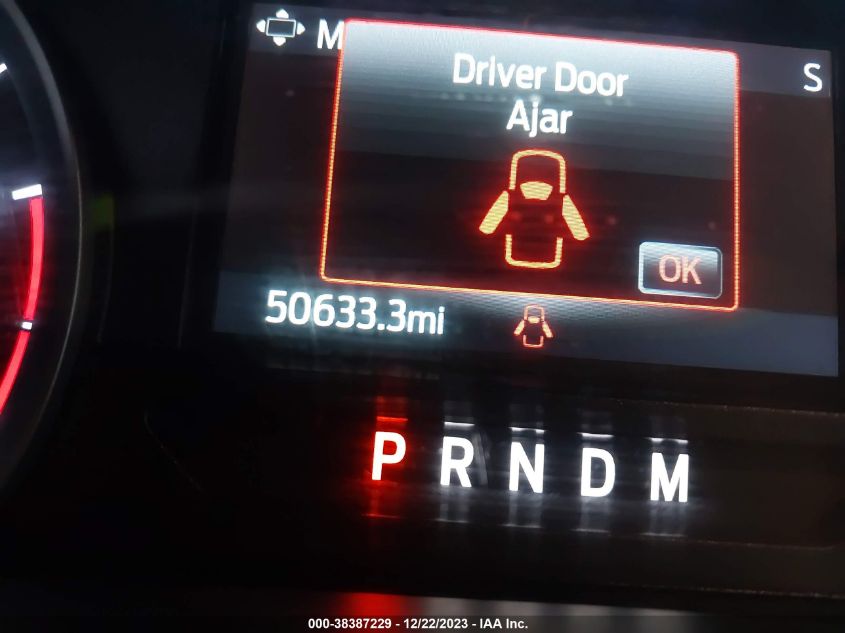 M
S
Driver Door
Ajar
OK
50633.3mi
P R N D M
000-38387229 - 12/22/2023 - IAA Inc.